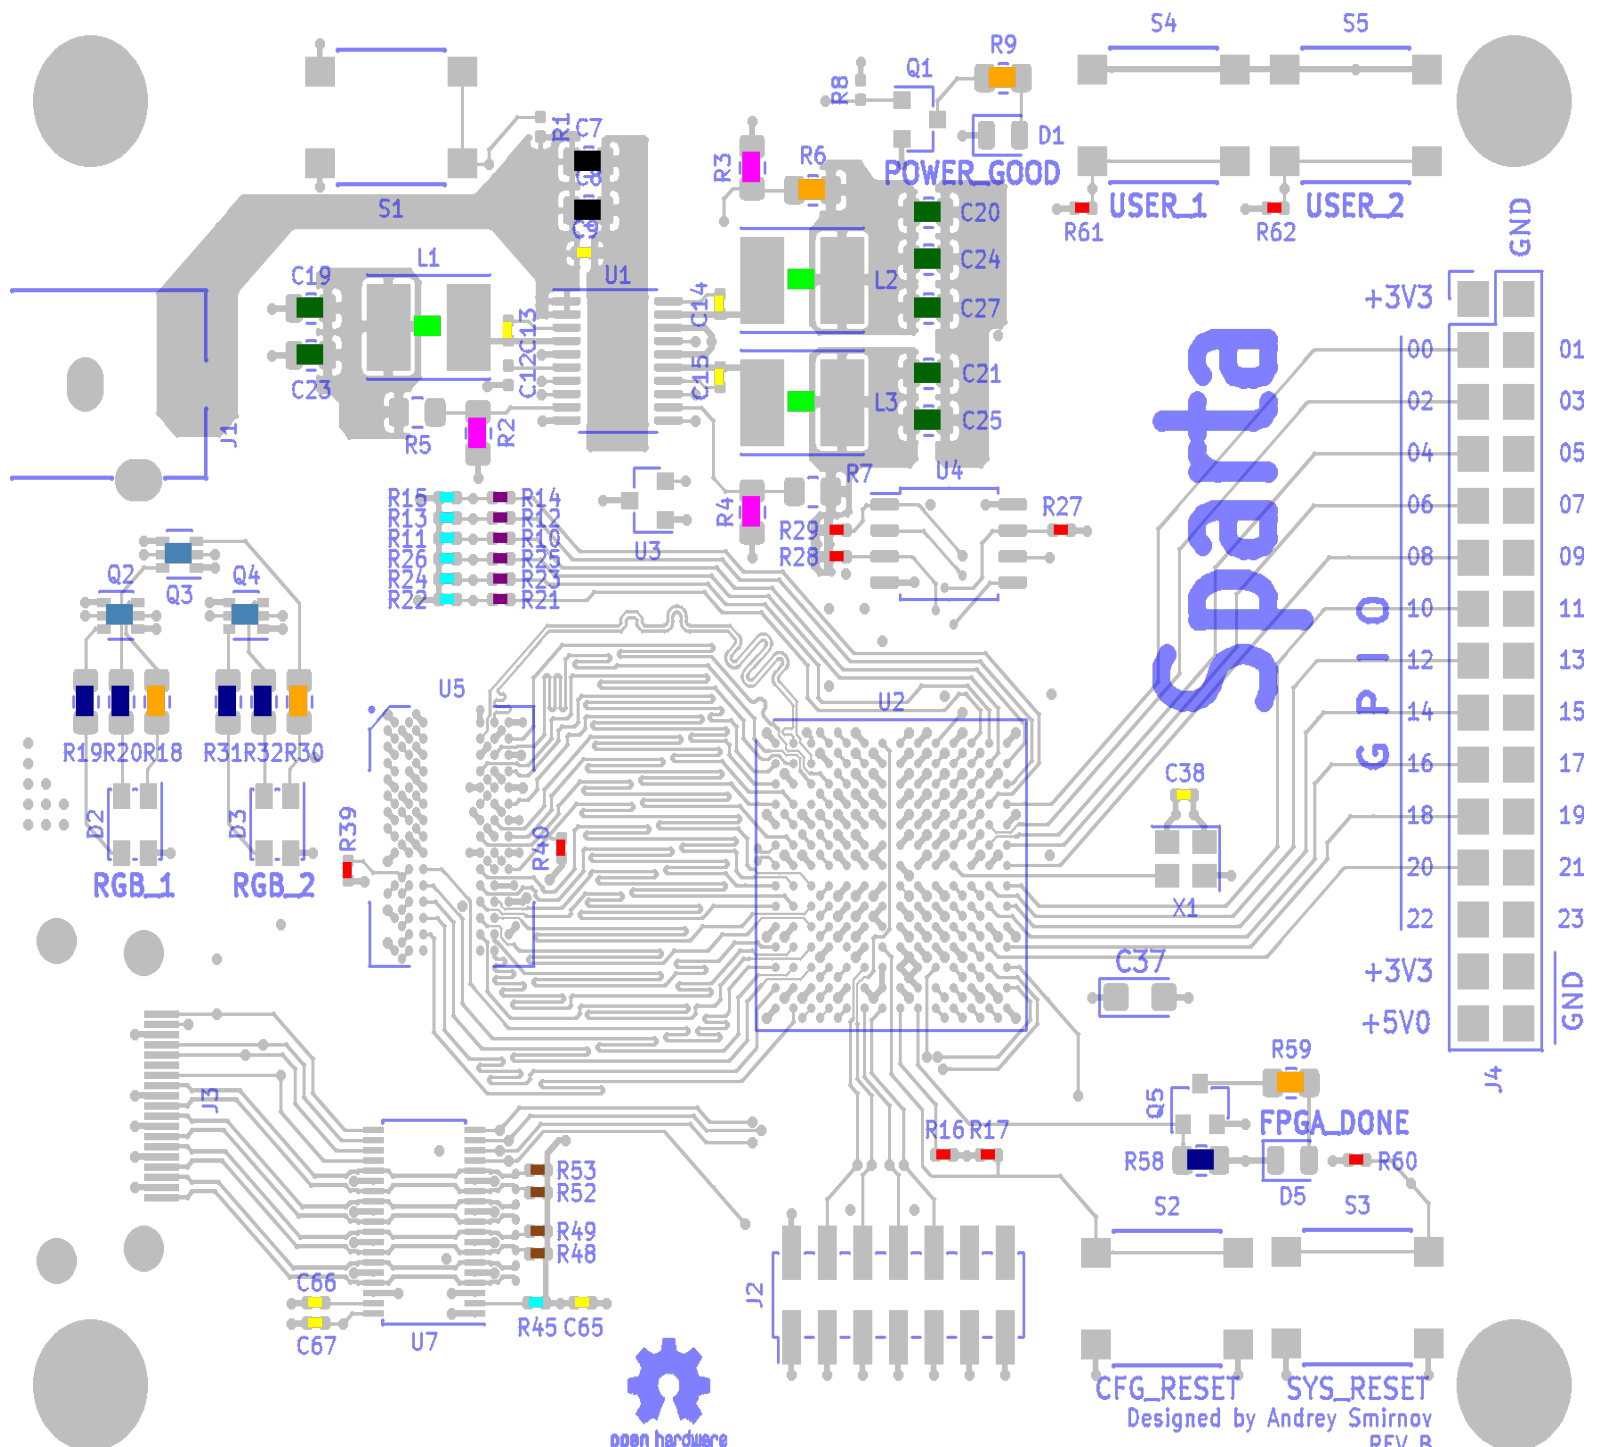 S4
S5
R9
Q1
R8
D1
R1
C7
C8
C9
R3
R6
POWER_GOOD
USER_1
USER_2
R61
R62
S1
C20
C24
C27
C21
C25
L1
U1
L2
L3
C19
C23
C13
C12
C14
C15
J1
R5
R2
R4
R7
U4
U3
R29
R28
R27
R15
R14
R13
R12
R11
R10
R26
R25
R24
R23
R22
R21
GND
+3V3
00 01
02 03
04 05
06 07
08 09
10 11
12 13
14 15
16 17
18 19
20 21
22 23
+3V3
+5V0
GND
J4
GPIO
Sparta
Q2
Q3
Q4
R19
R20
R18
R31
R32
R30
D2
D3
RGB_1
RGB_2
U5
U2
R39
R40
C38
X1
C37
R59
Q5
FPGA_DONE
R58
R60
D5
R16
R17
S2
S3
J3
R53
R52
R49
R48
C66
C67
U7
R45
C65
J2
CFG_RESET
SYS_RESET
Designed by Andrey Smirnov
REV B
open hardware